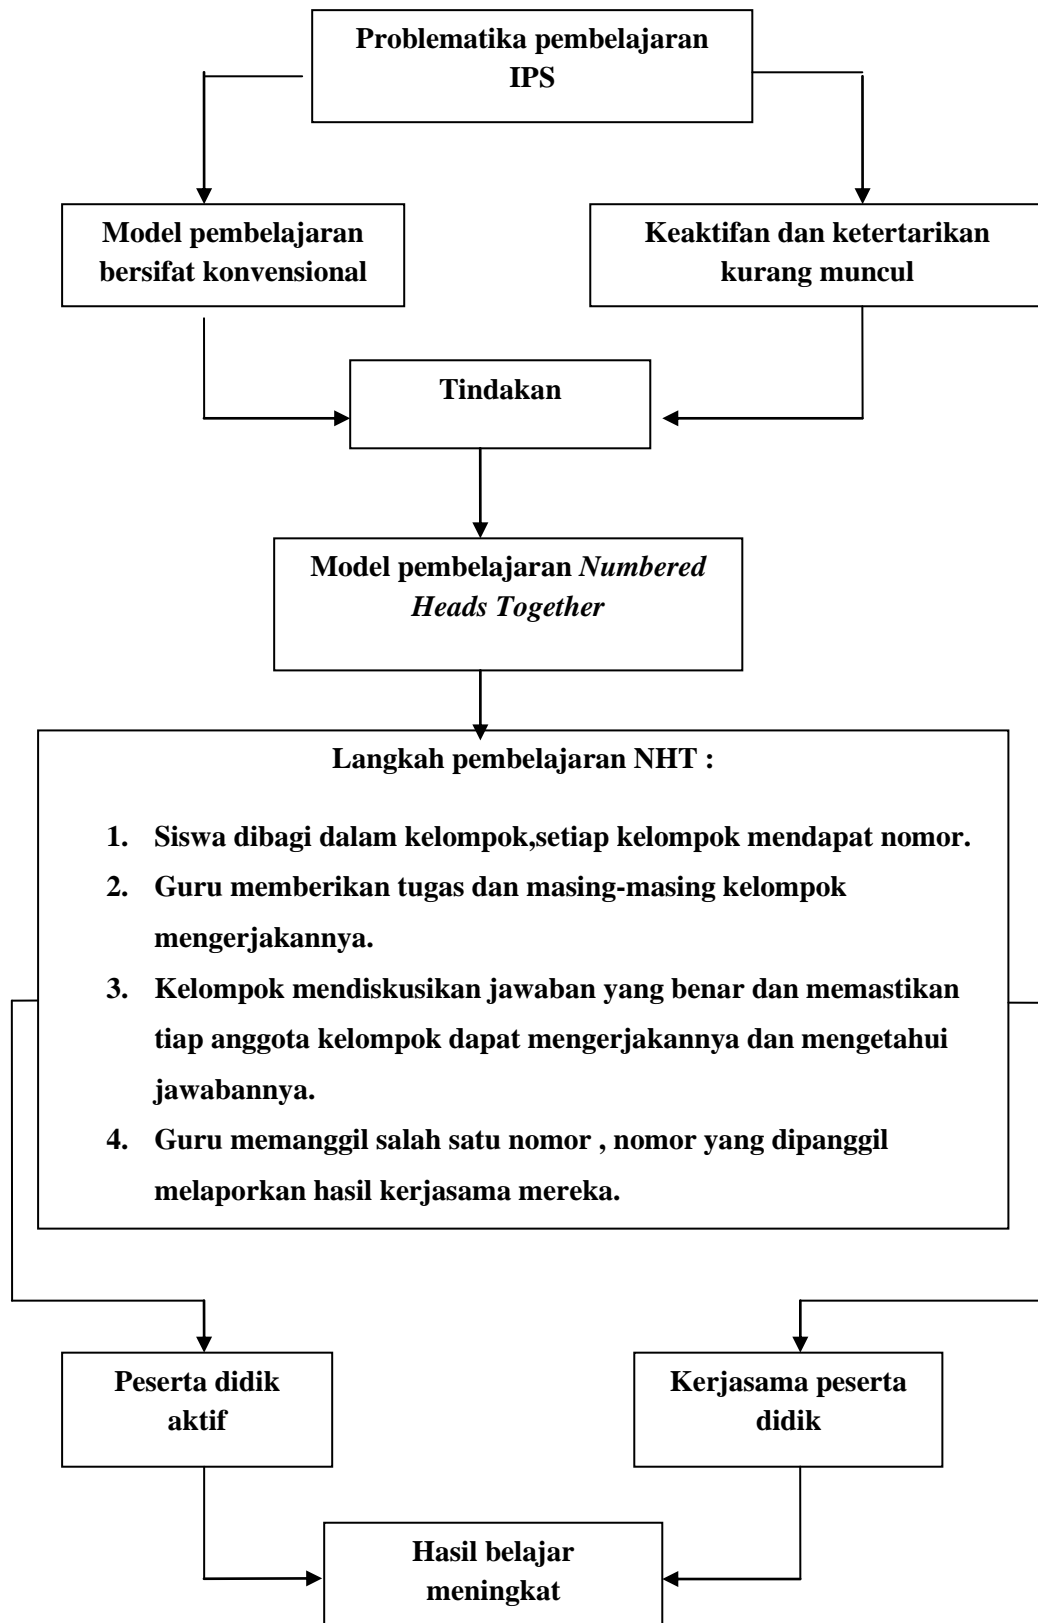 Problematika pembelajaran
IPS
Model pembelajaran
bersifat konvensional
Keaktifan dan ketertarikan
kurang muncul
Tindakan
Model pembelajaran Numbered
Heads Together
Langkah pembelajaran NHT :
1. Siswa dibagi dalam kelompok,setiap kelompok mendapat nomor.
2. Guru memberikan tugas dan masing-masing kelompok
mengerjakannya.
3. Kelompok mendiskusikan jawaban yang benar dan memastikan
tiap anggota kelompok dapat mengerjakannya dan mengetahui
jawabannya.
4. Guru memanggil salah satu nomor , nomor yang dipanggil
melaporkan hasil kerjasama mereka.
Peserta didik
aktif
Kerjasama peserta
didik
Hasil belajar
meningkat